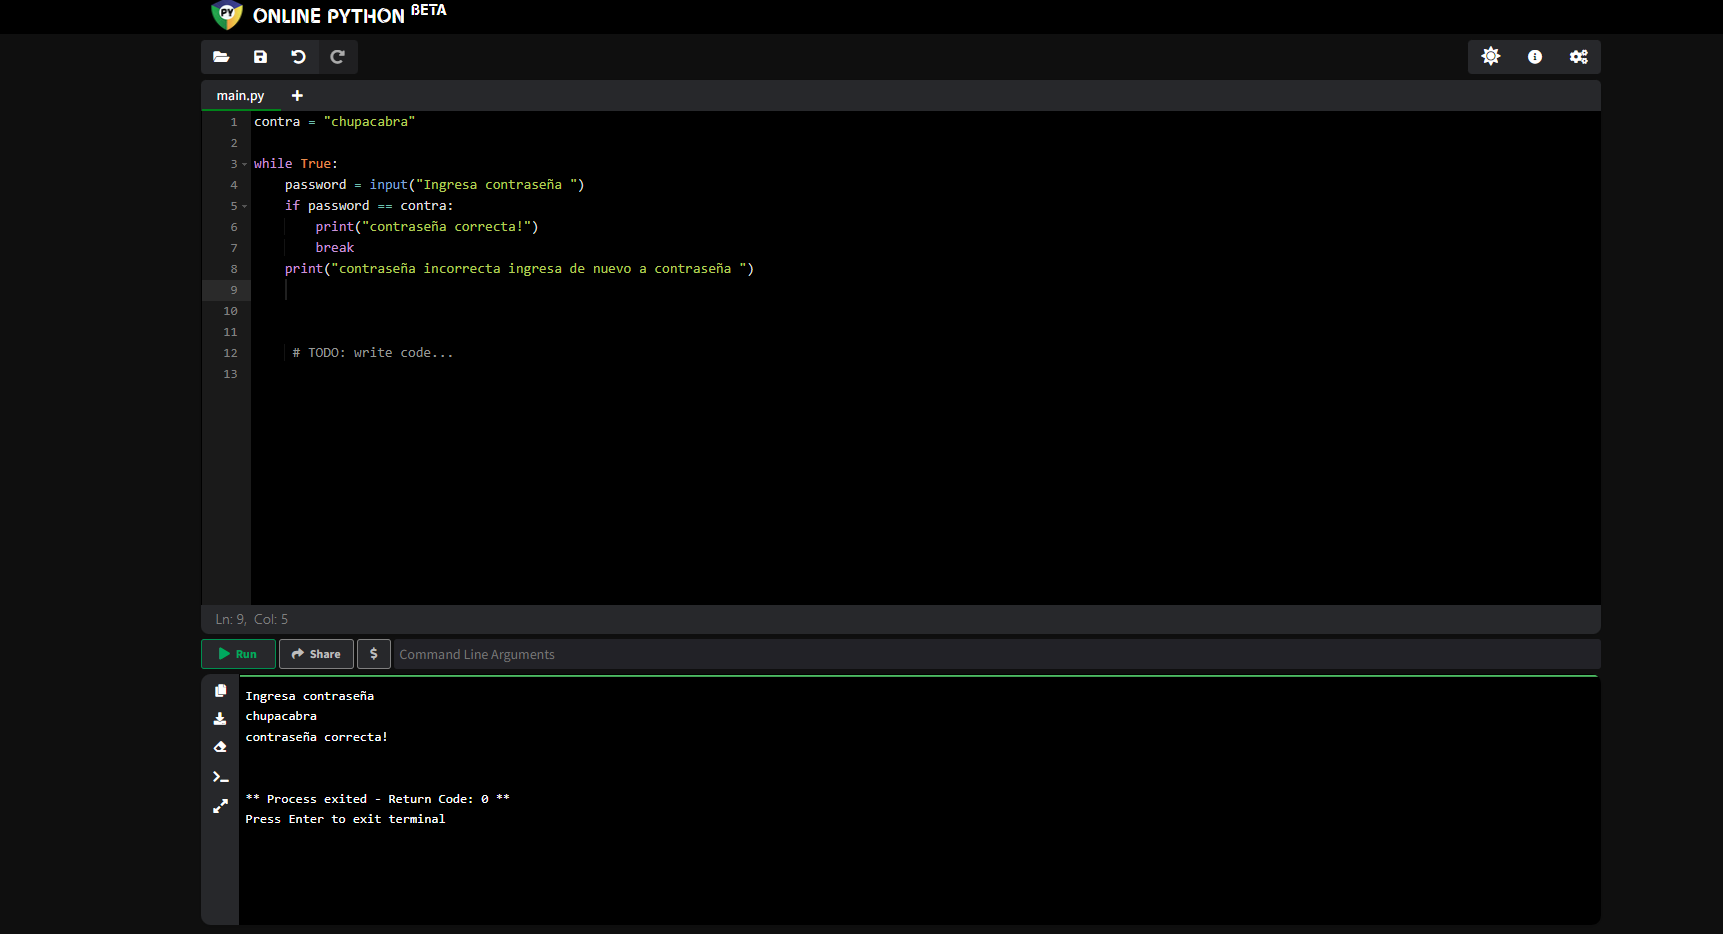 PY ONLINE PYTHON BETA
main.py +
1 contra = "chupacabra"
2
3 while True:
4     password = input("Ingresa contraseña ")
5     if password == contra:
6         print("contraseña correcta!")
7         break
8     print("contraseña incorrecta ingresa de nuevo a contraseña ")
9
10
11
12      # TODO: write code...
13
Ln: 9, Col: 5
Run Share $ Command Line Arguments
Ingresa contraseña
chupacabra
contraseña correcta!
** Process exited - Return Code: 0 **
Press Enter to exit terminal